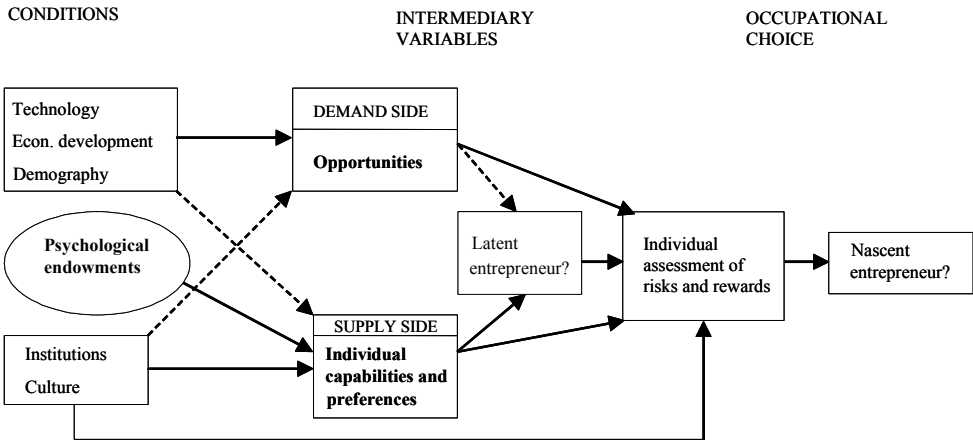 CONDITIONS
INTERMEDIARY
VARIABLES
OCCUPATIONAL
CHOICE
Technology
Econ. development
Demography
DEMAND SIDE
Opportunities
Psychological
endowments
Latent
entrepreneur?
Individual
assessment of
risks and rewards
Nascent
entrepreneur?
Institutions
Culture
SUPPLY SIDE
Individual
capabilities and
preferences